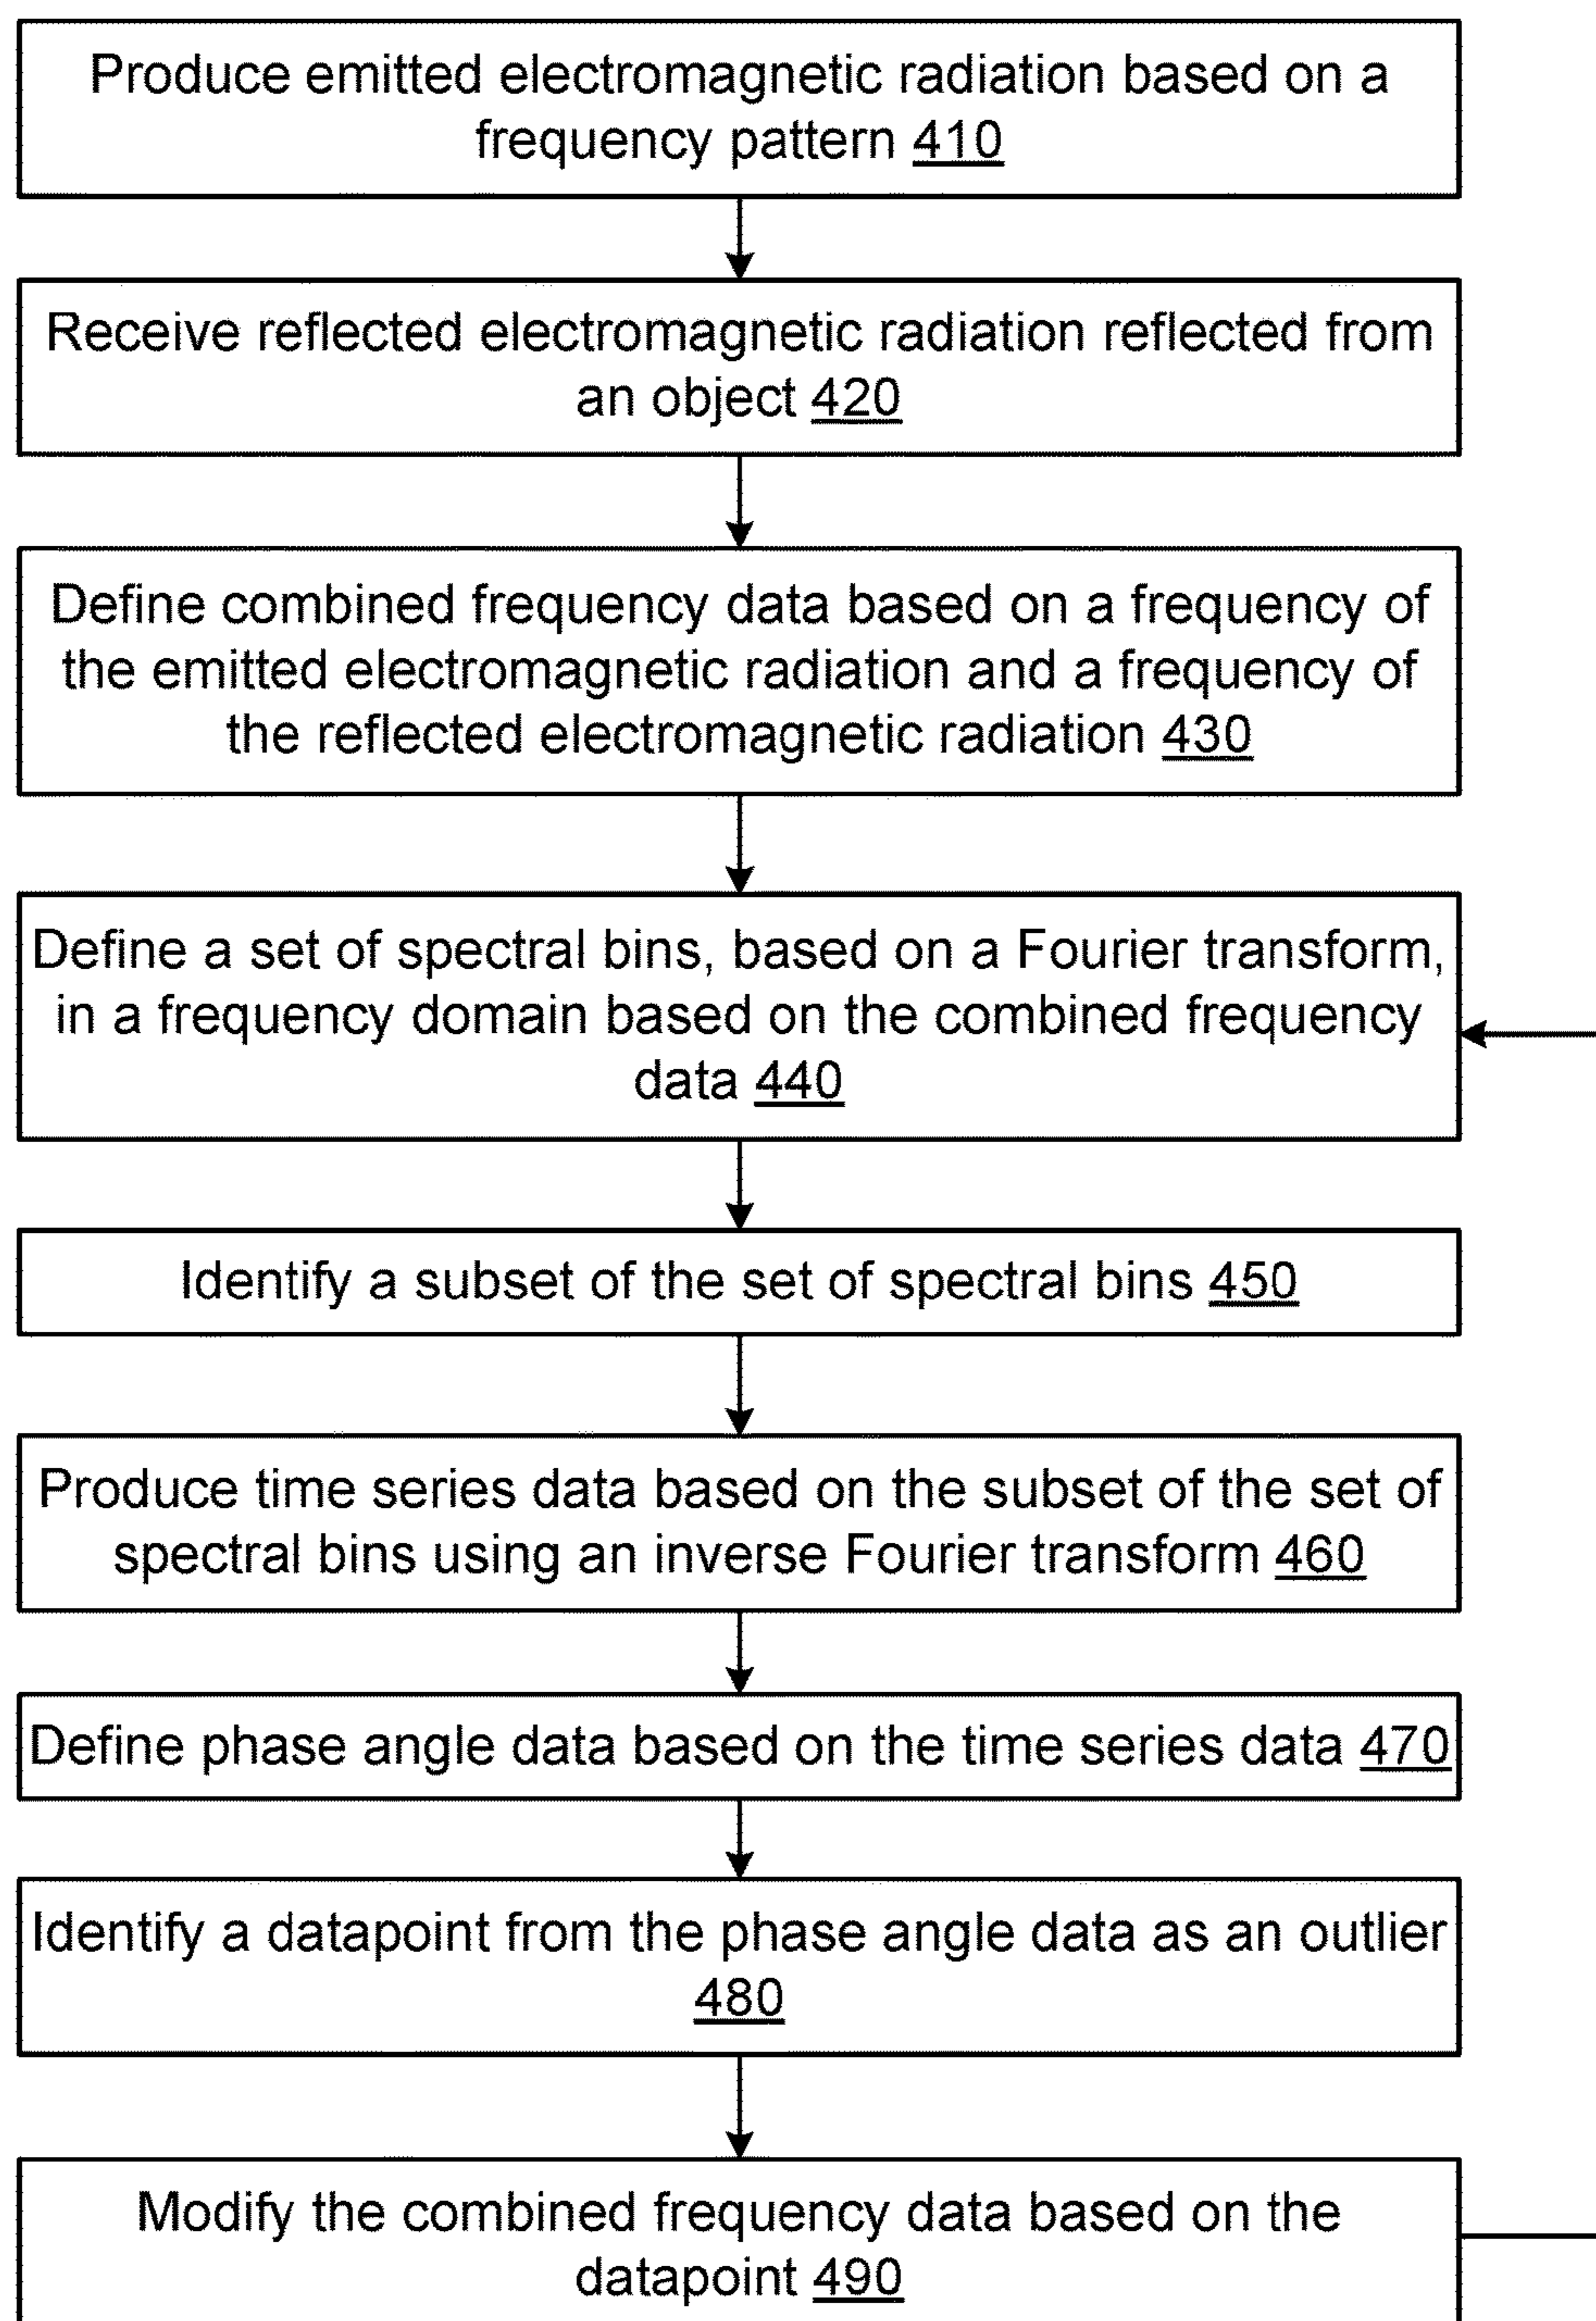 Produce emitted electromagnetic radiation based on a
frequency pattern 410
Receive reflected electromagnetic radiation reflected from
an object 420
Define combined frequency data based on a frequency of
the emitted electromagnetic radiation and a frequency of
the reflected electromagnetic radiation 430
Define a set of spectral bins, based on a Fourier transform,
in a frequency domain based on the combined frequency
data 440
Identify a subset of the set of spectral bins 450
Produce time series data based on the subset of the set of
spectral bins using an inverse Fourier transform 460
Define phase angle data based on the time series data 470
Identify a datapoint from the phase angle data as an outlier
480
Modify the combined frequency data based on the
datapoint 490